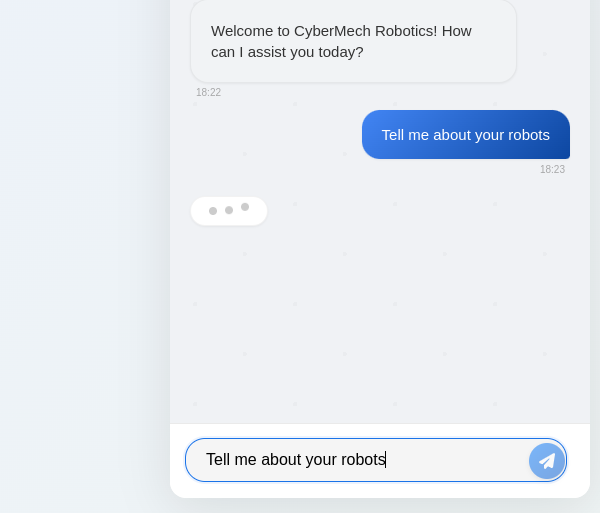 Welcome to CyberMech Robotics! How
can I assist you today?
18:22
Tell me about your robots
18:23
Tell me about your robots